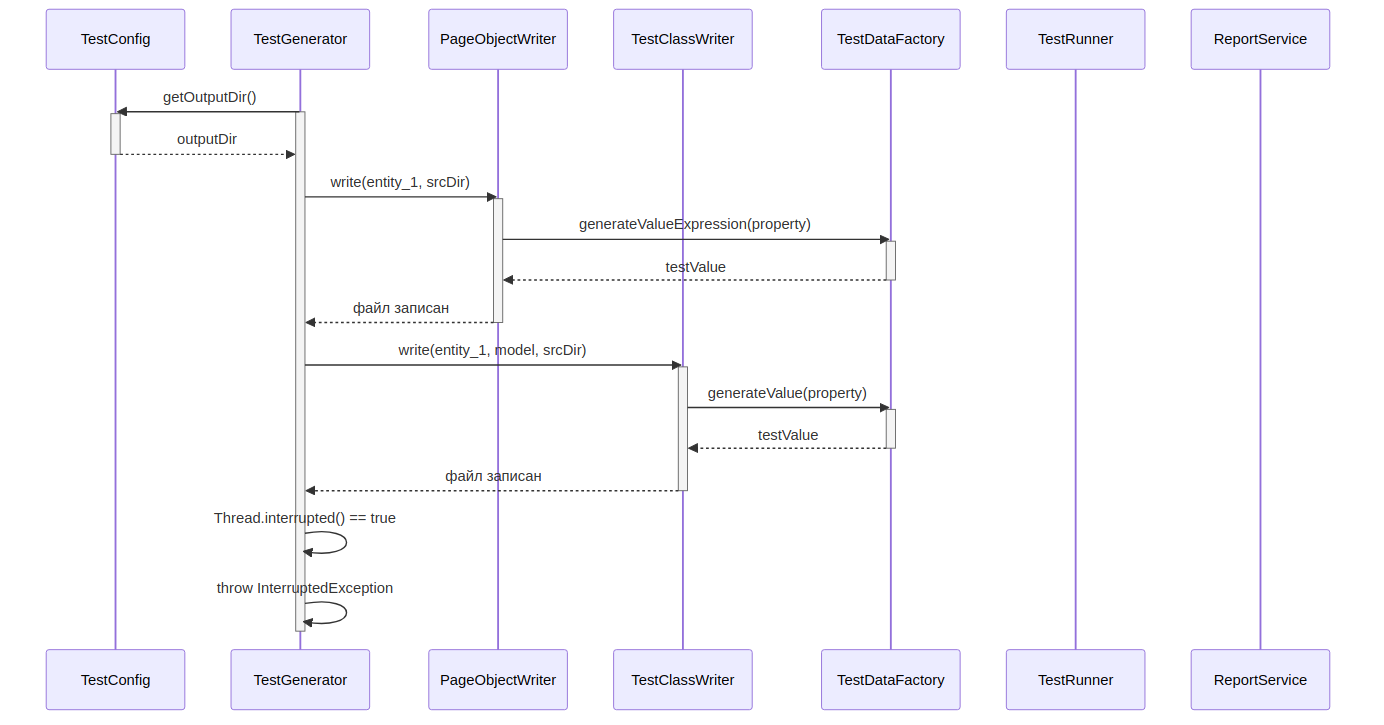 TestConfig
TestGenerator
PageObjectWriter
TestClassWriter
TestDataFactory
TestRunner
ReportService
getOutputDir()
outputDir
write(entity_1, srcDir)
generateValueExpression(property)
testValue
файл записан
write(entity_1, model, srcDir)
generateValue(property)
testValue
файл записан
Thread.interrupted() == true
throw InterruptedException
TestConfig
TestGenerator
PageObjectWriter
TestClassWriter
TestDataFactory
TestRunner
ReportService